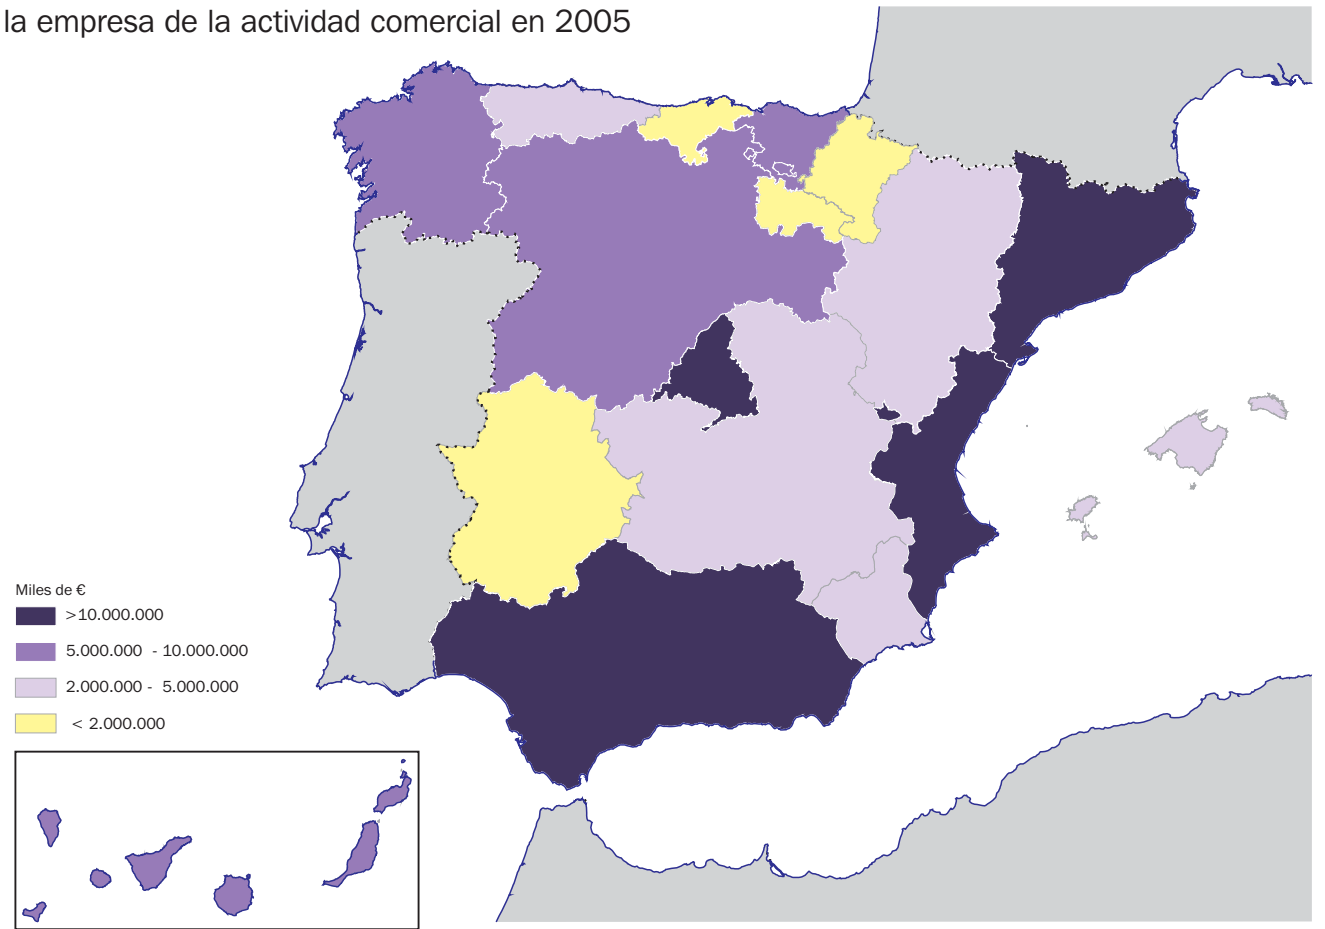 la empresa de la actividad comercial en 2005
Miles de €
>10.000.000
5.000.000 - 10.000.000
2.000.000 - 5.000.000
< 2.000.000